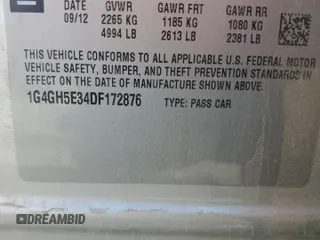 DATE GVWR GAWR FRT GAWR RR
09/12 2265 KG 1185 KG 1080 KG
4994 LB 2613 LB 2381 LB
THIS VEHICLE CONFORMS TO ALL APPLICABLE U.S. FEDERAL MOTOR
VEHICLE SAFETY, BUMPER, AND THEFT PREVENTION STANDARDS IN
EFFECT ON THE DATE OF MANUFACTURE SHOWN ABOVE.
1G4GH5E34DF172876 TYPE: PASS CAR
DREAMBID